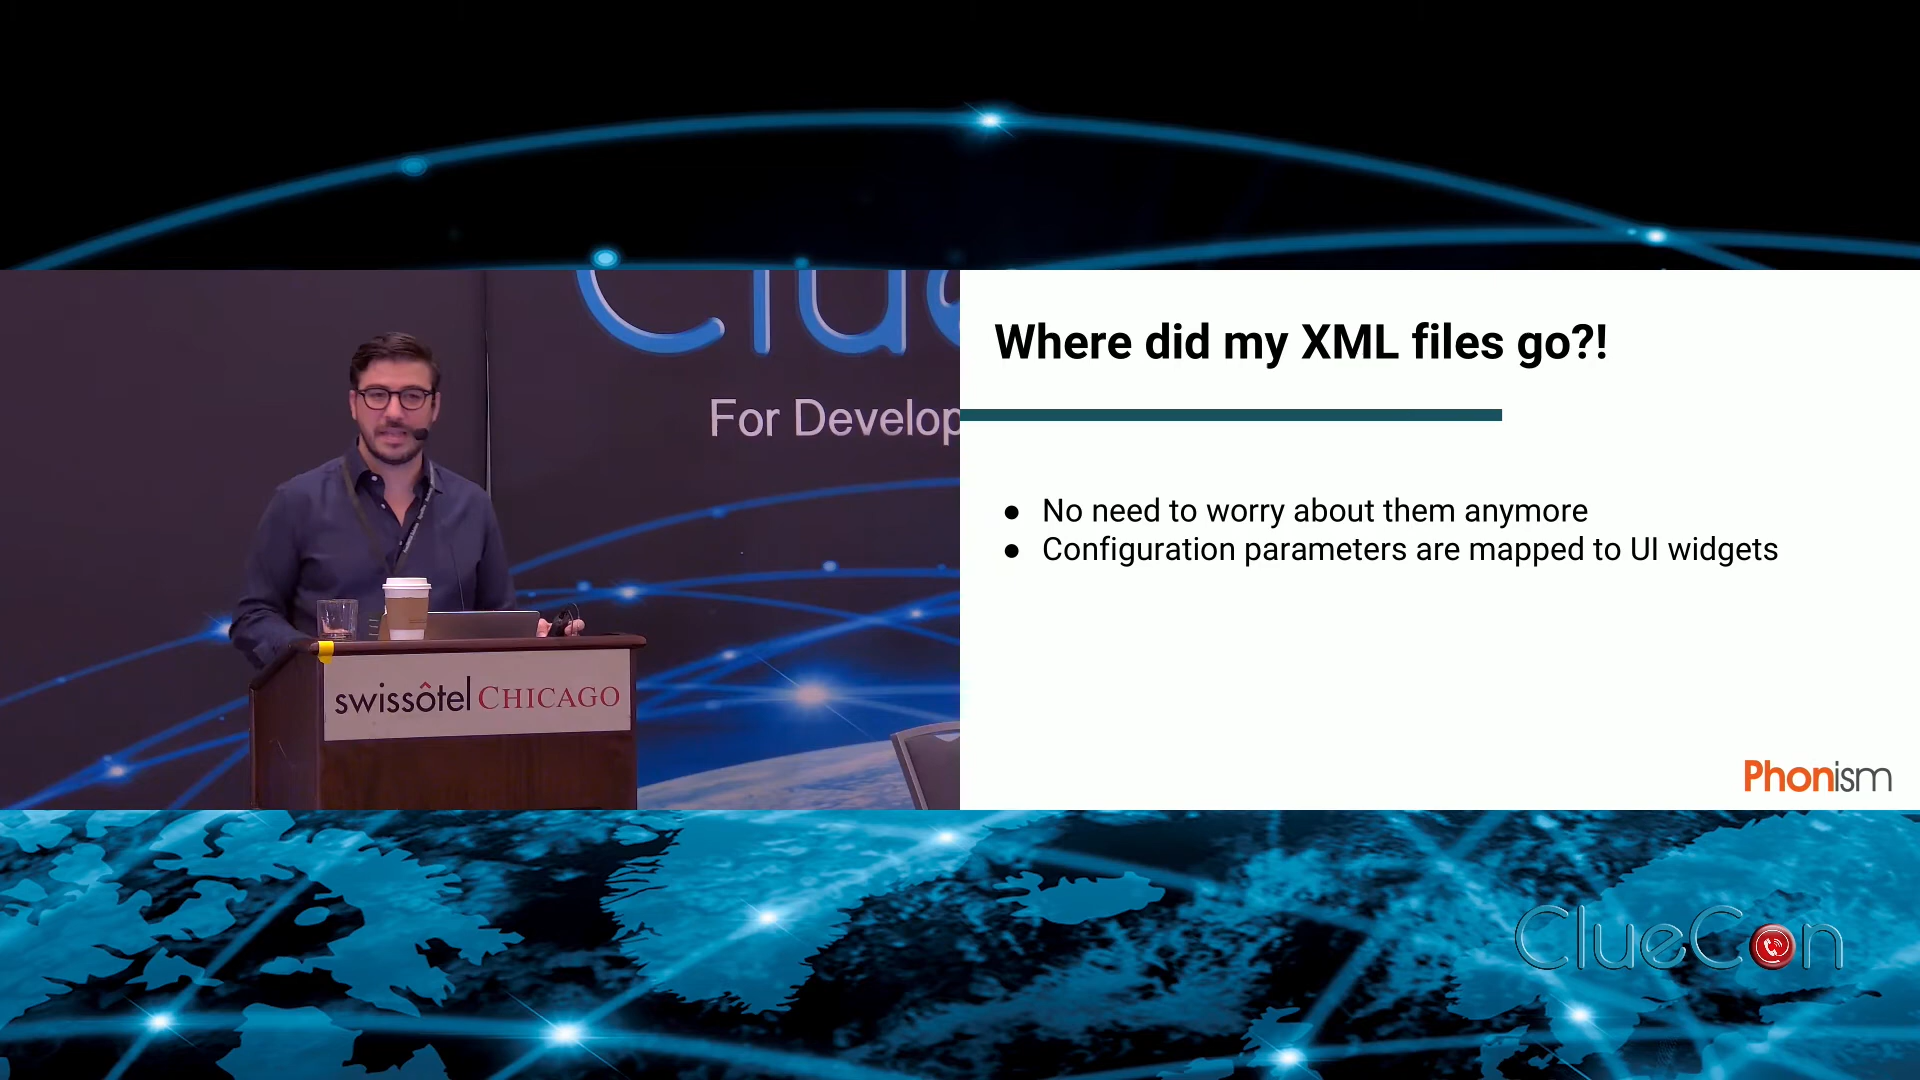 Clue
For Develop
swissôtel CHICAGO
Where did my XML files go?!
● No need to worry about them anymore
● Configuration parameters are mapped to UI widgets
Phonism
ClueCon